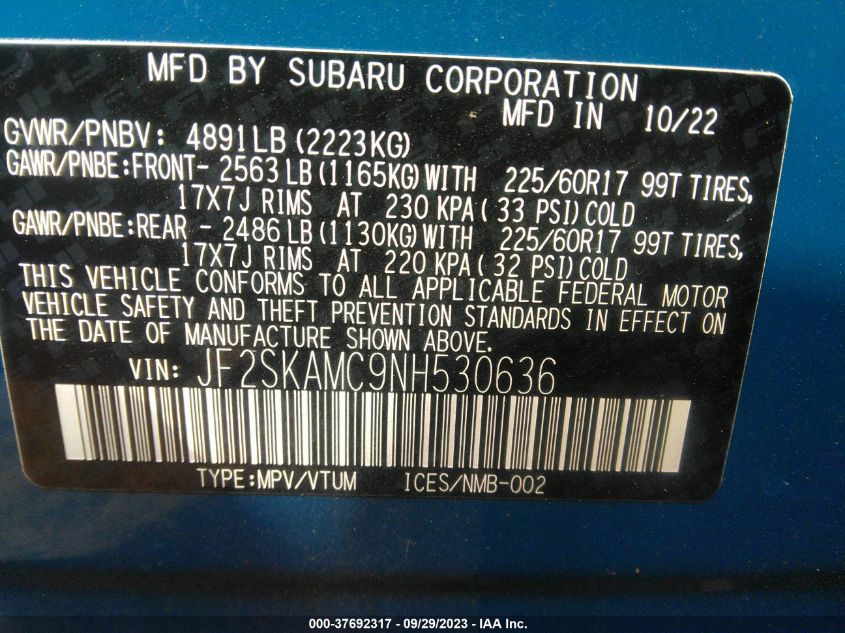 MFD BY SUBARU CORPORATION
MFD IN 10/22
GVWR/PNBV: 4891LB (2223KG)
GAWR/PNBE:FRONT- 2563LB (1165KG)WITH 225/60R17 99T TIRES,
17X7J RIMS AT 230 KPA( 33 PSI)COLD
GAWR/PNBE:REAR - 2486LB (1130KG)WITH 225/60R17 99T TIRES,
17X7J RIMS AT 220 KPA( 32 PSI)COLD
THIS VEHICLE CONFORMS TO ALL APPLICABLE FEDERAL MOTOR
VEHICLE SAFETY AND THEFT PREVENTION STANDARDS IN EFFECT ON
THE DATE OF MANUFACTURE SHOWN ABOVE.
VIN: JF2SKAMC9NH530636
TYPE:MPV/VTUM ICES/NMB-002
000-37692317 - 09/29/2023 - IAA Inc.